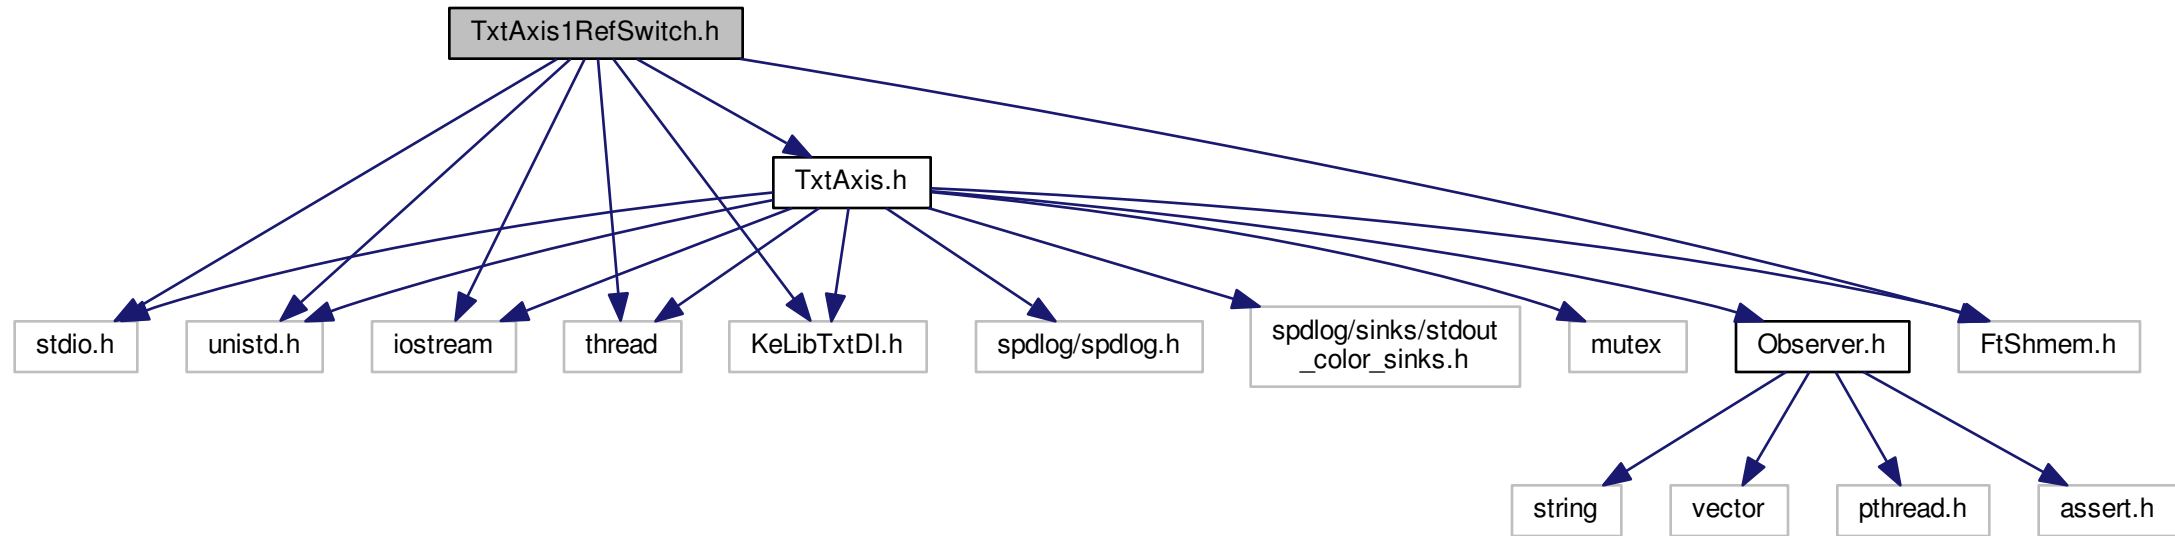 TxtAxis1RefSwitch.h
TxtAxis.h
stdio.h
unistd.h
iostream
thread
KeLibTxtDl.h
spdlog/spdlog.h
spdlog/sinks/stdout
_color_sinks.h
mutex
Observer.h
FtShmem.h
string
vector
pthread.h
assert.h